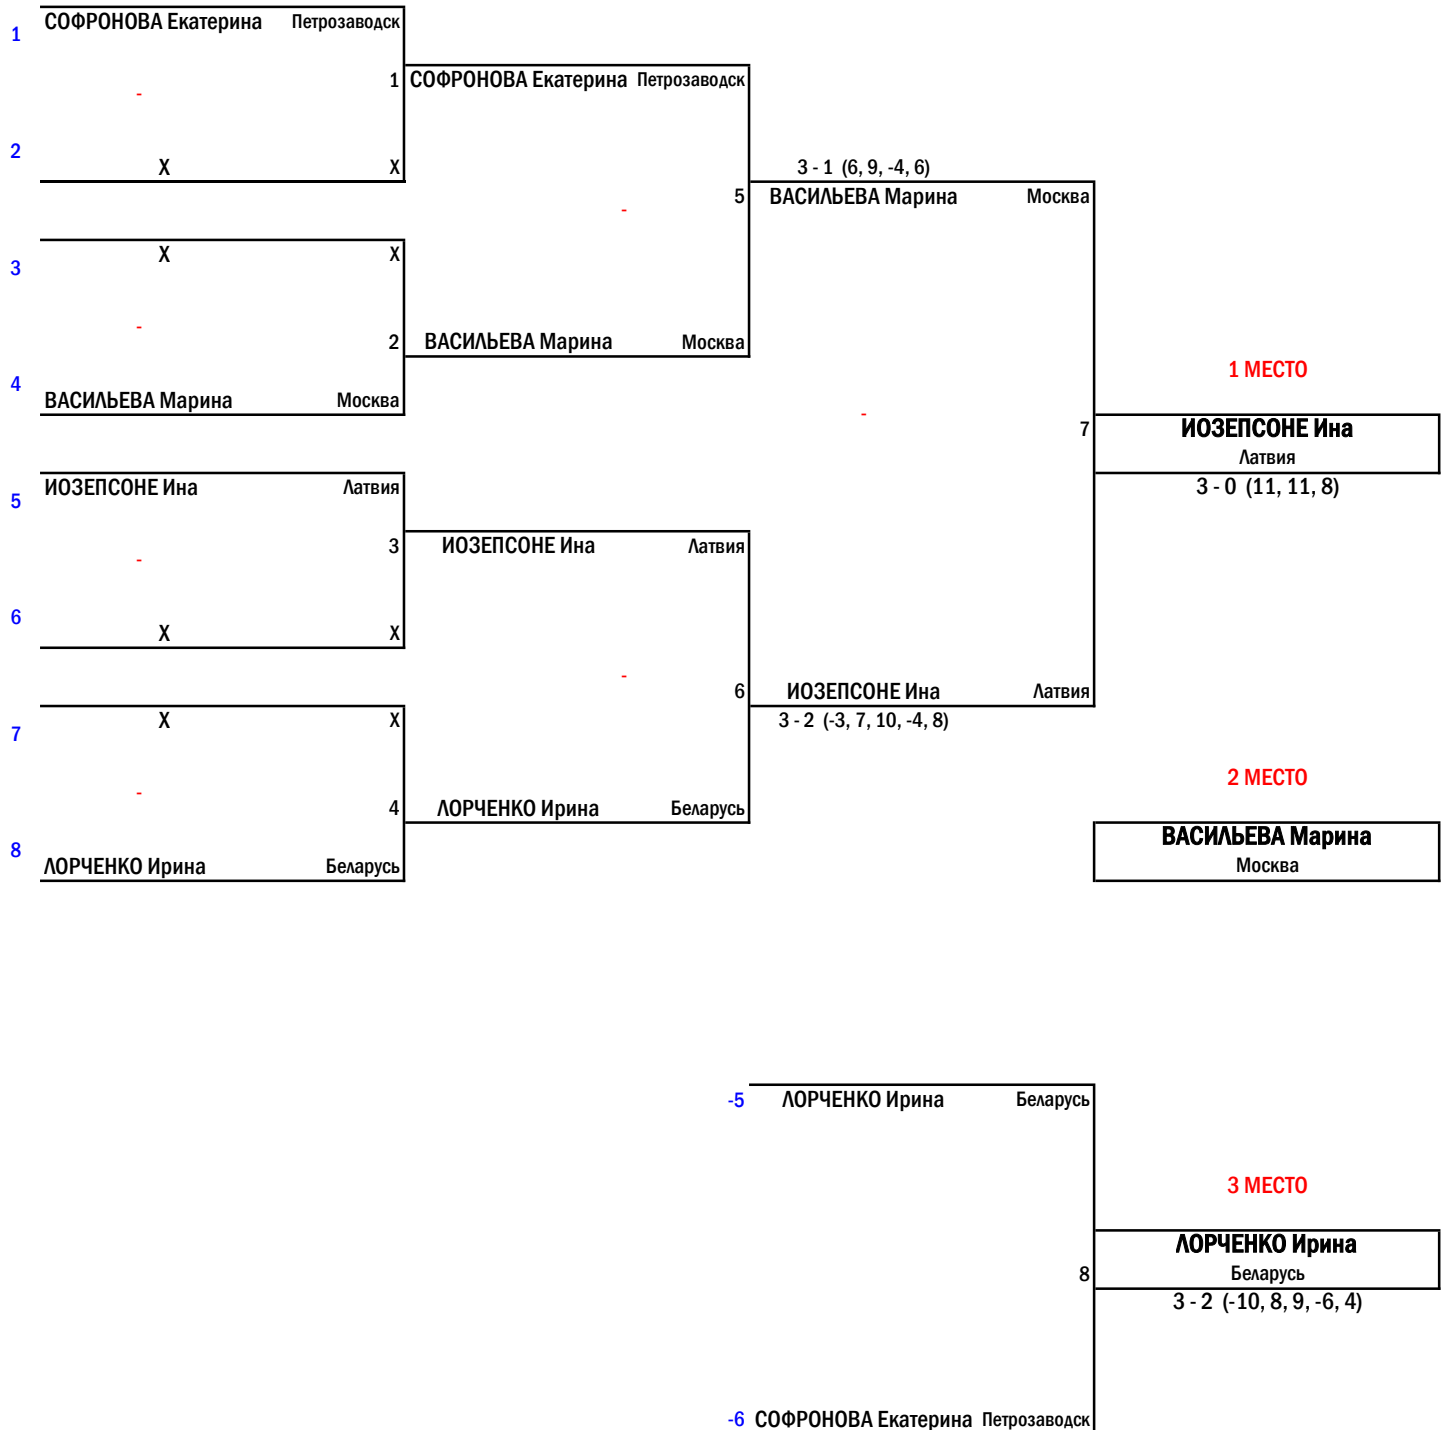 1 СОФРОНОВА Екатерина Петрозаводск
1 СОФРОНОВА Екатерина Петрозаводск
-
2 X X
3 - 1 (6, 9, -4, 6)
5 ВАСИЛЬЕВА Марина Москва
-
3 X X
-
2 ВАСИЛЬЕВА Марина Москва
1 МЕСТО
4 ВАСИЛЬЕВА Марина Москва
-
7 ИОЗЕПСОНЕ Ина
Латвия
3 - 0 (11, 11, 8)
5 ИОЗЕПСОНЕ Ина Латвия
3 ИОЗЕПСОНЕ Ина Латвия
-
6 X X
-
6 ИОЗЕПСОНЕ Ина Латвия
3 - 2 (-3, 7, 10, -4, 8)
7 X X
2 МЕСТО
-
4 ЛОРЧЕНКО Ирина Беларусь
8 ЛОРЧЕНКО Ирина Беларусь
ВАСИЛЬЕВА Марина
Москва
-5 ЛОРЧЕНКО Ирина Беларусь
3 МЕСТО
ЛОРЧЕНКО Ирина
8 Беларусь
3 - 2 (-10, 8, 9, -6, 4)
-6 СОФРОНОВА Екатерина Петрозаводск